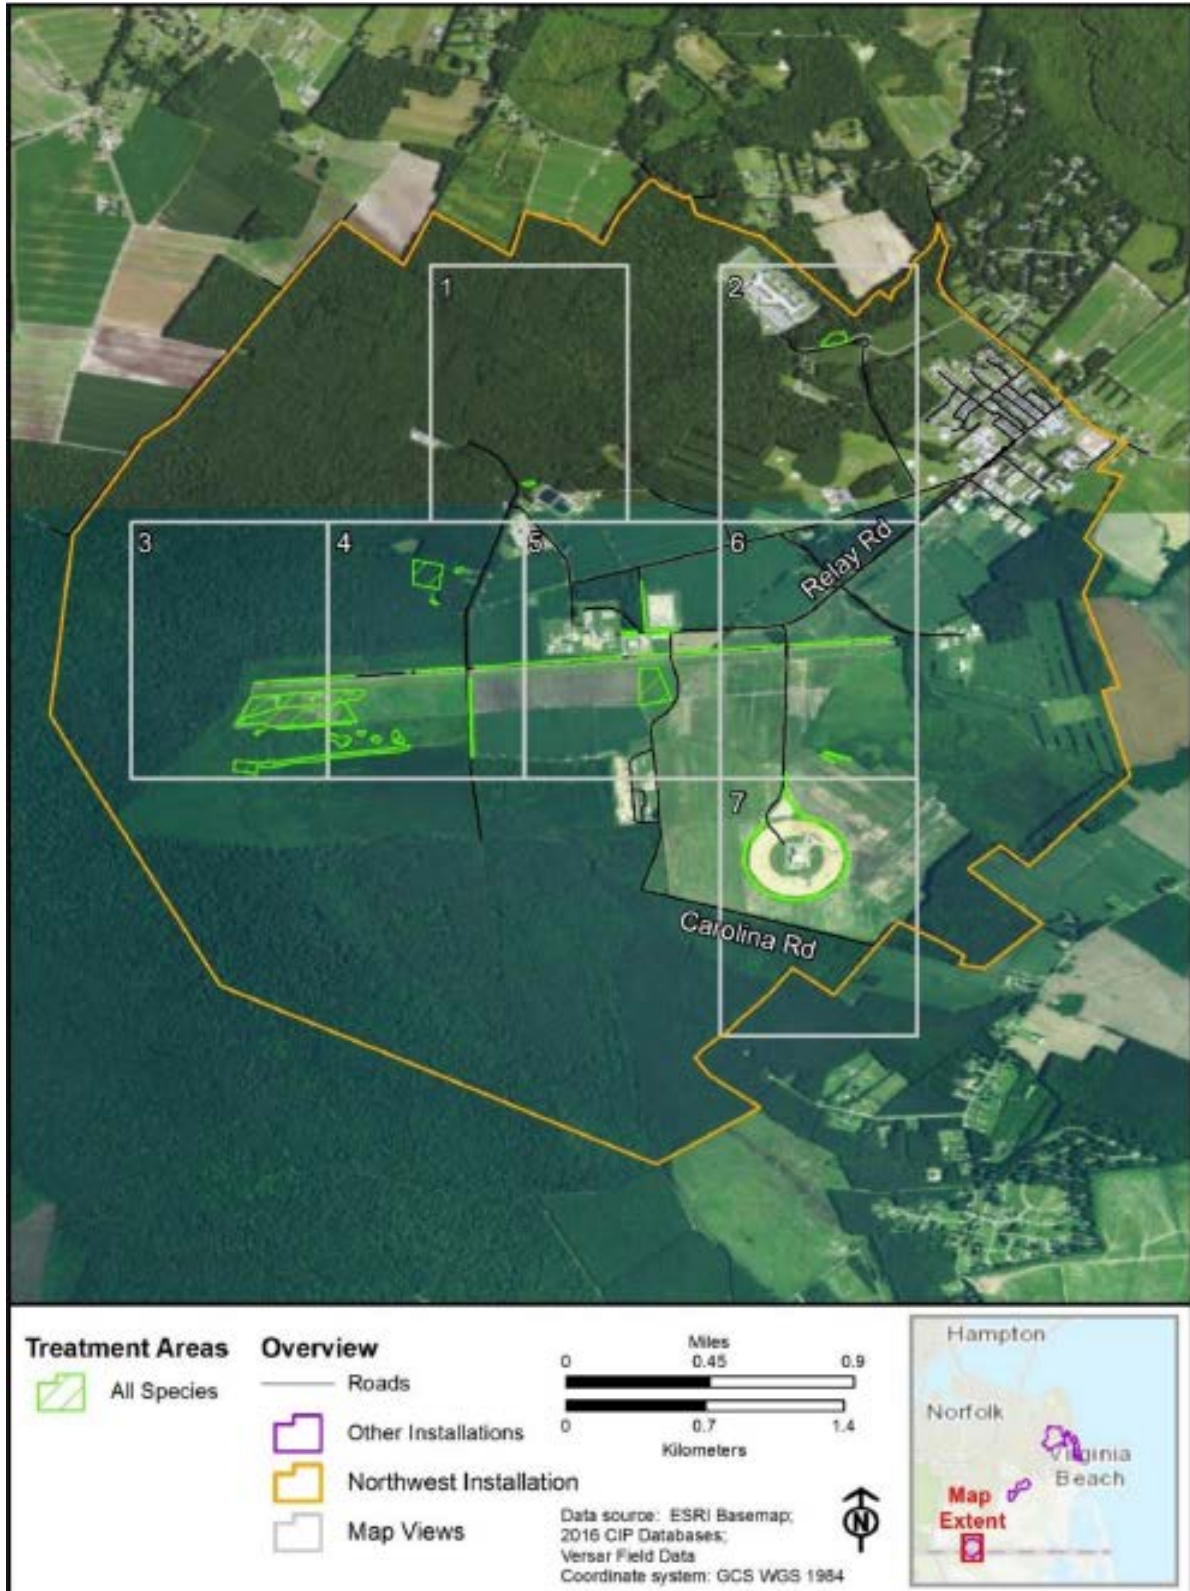 1
2
3
4
5
6
Relay Rd
7
Carolina Rd
Treatment Areas
All Species
Overview
Roads
Other Installations
Northwest Installation
Map Views
Miles
0 0.45 0.9
0 0.7 1.4
Kilometers
Data source: ESRI Basemap;
2016 CIP Databases;
Versar Field Data
Coordinate system: GCS WGS 1984
N
Hampton
Norfolk
Virginia
Beach
Map
Extent